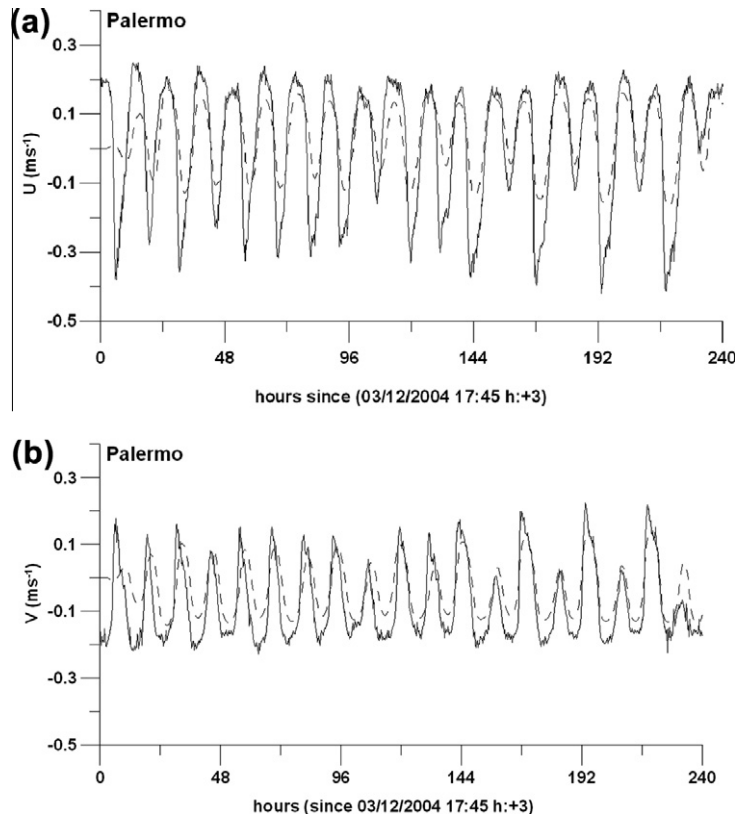 (a)
Palermo
0.3
0.1
-0.1
-0.3
-0.5
U (ms⁻¹)
0 48 96 144 192 240
hours since (03/12/2004 17:45 h:+3)
(b)
Palermo
0.3
0.1
-0.1
-0.3
-0.5
V (ms⁻¹)
0 48 96 144 192 240
hours (since 03/12/2004 17:45 h:+3)